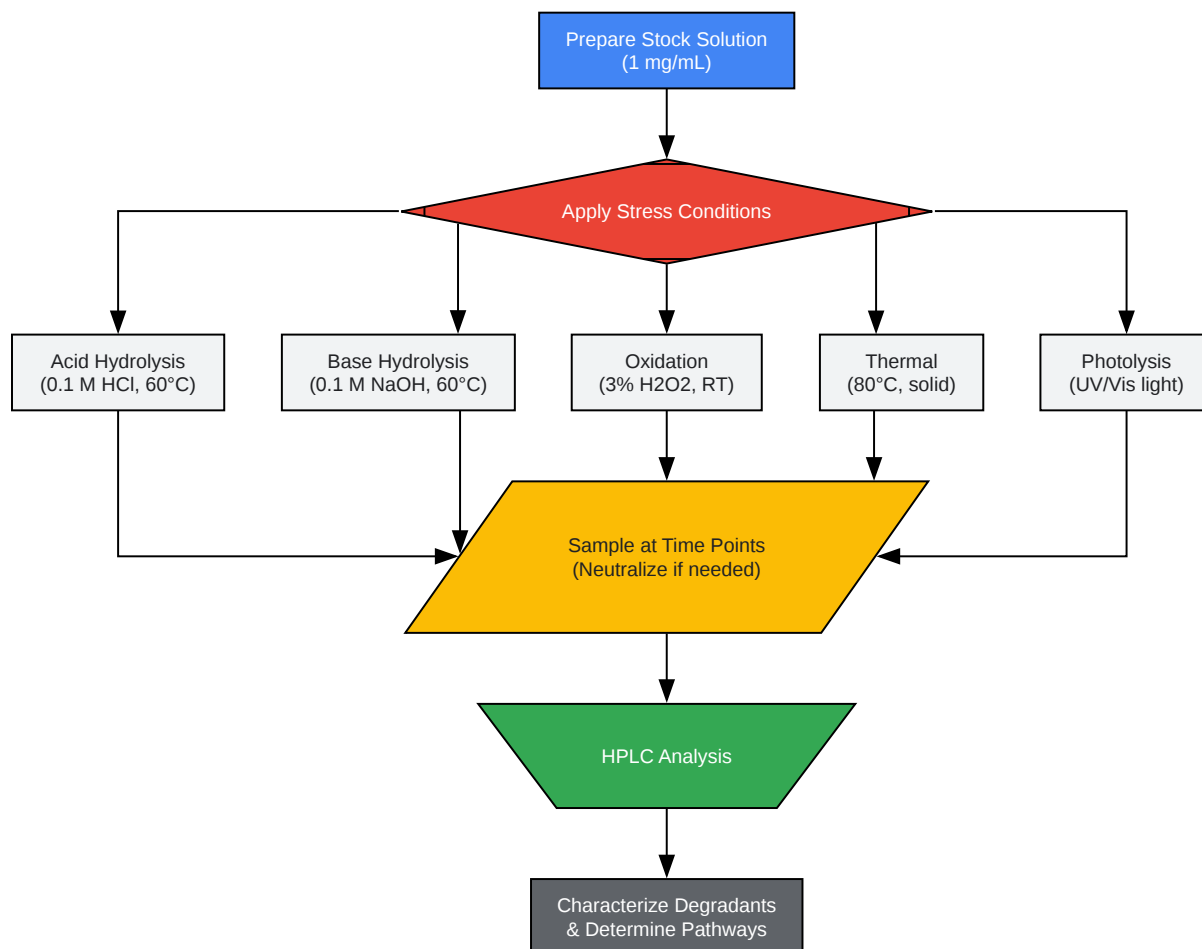 Prepare Stock Solution
(1 mg/mL)
Apply Stress Conditions
Acid Hydrolysis
(0.1 M HCl, 60°C)
Base Hydrolysis
(0.1 M NaOH, 60°C)
Oxidation
(3% H2O2, RT)
Thermal
(80°C, solid)
Photolysis
(UV/Vis light)
Sample at Time Points
(Neutralize if needed)
HPLC Analysis
Characterize Degradants
& Determine Pathways